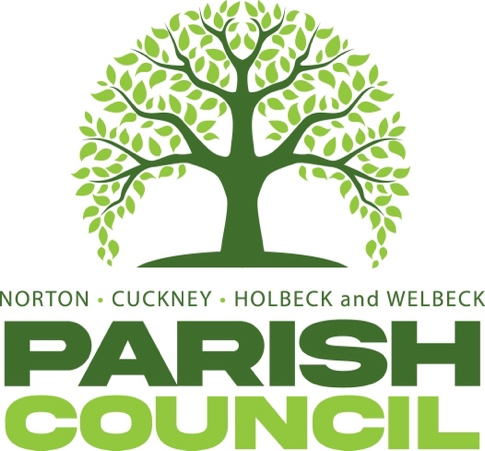 NORTON • CUCKNEY • HOLBECK and WELBECK
PARISH
COUNCIL